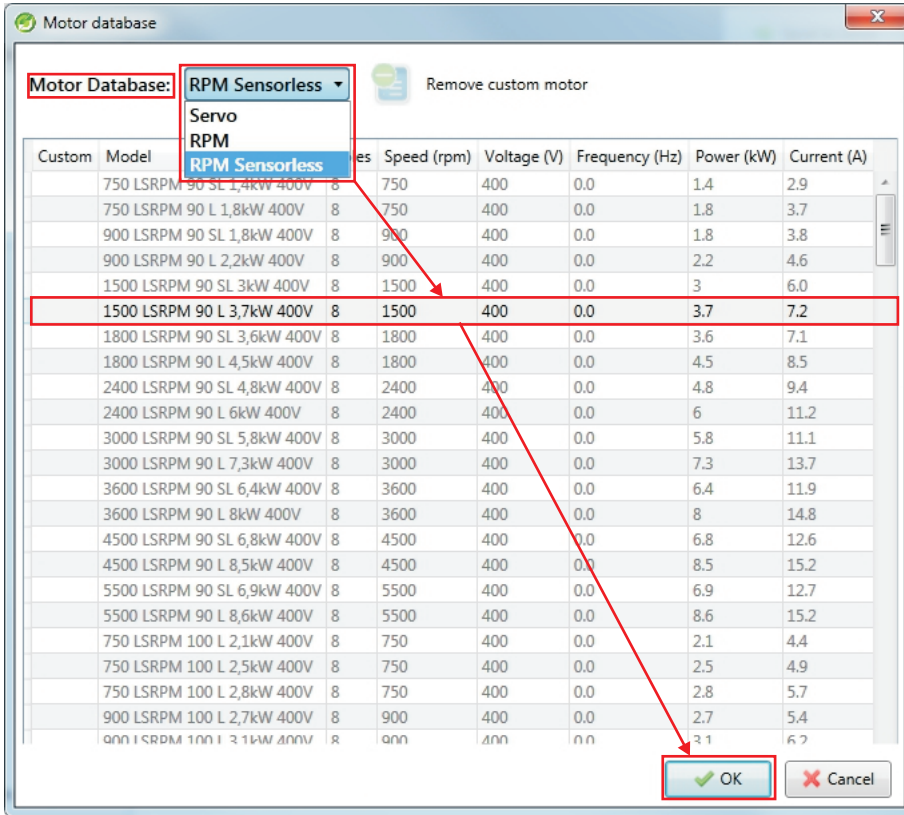 Motor database
Motor Database: RPM Sensorless Remove custom motor
Servo
RPM
RPM Sensorless
Custom Model es Speed (rpm) Voltage (V) Frequency (Hz) Power (kW) Current (A)
750 LSRPM 90 SL 1,4kW 400V 8 750 400 0.0 1.4 2.9
750 LSRPM 90 L 1,8kW 400V 8 750 400 0.0 1.8 3.7
900 LSRPM 90 SL 1,8kW 400V 8 900 400 0.0 1.8 3.8
900 LSRPM 90 L 2,2kW 400V 8 900 400 0.0 2.2 4.6
1500 LSRPM 90 SL 3kW 400V 8 1500 400 0.0 3 6.0
1500 LSRPM 90 L 3,7kW 400V 8 1500 400 0.0 3.7 7.2
1800 LSRPM 90 SL 3,6kW 400V 8 1800 400 0.0 3.6 7.1
1800 LSRPM 90 L 4,5kW 400V 8 1800 400 0.0 4.5 8.5
2400 LSRPM 90 SL 4,8kW 400V 8 2400 400 0.0 4.8 9.4
2400 LSRPM 90 L 6kW 400V 8 2400 400 0.0 6 11.2
3000 LSRPM 90 SL 5,8kW 400V 8 3000 400 0.0 5.8 11.1
3000 LSRPM 90 L 7,3kW 400V 8 3000 400 0.0 7.3 13.7
3600 LSRPM 90 SL 6,4kW 400V 8 3600 400 0.0 6.4 11.9
3600 LSRPM 90 L 8kW 400V 8 3600 400 0.0 8 14.8
4500 LSRPM 90 SL 6,8kW 400V 8 4500 400 0.0 6.8 12.6
4500 LSRPM 90 L 8,5kW 400V 8 4500 400 0.0 8.5 15.2
5500 LSRPM 90 SL 6,9kW 400V 8 5500 400 0.0 6.9 12.7
5500 LSRPM 90 L 8,6kW 400V 8 5500 400 0.0 8.6 15.2
750 LSRPM 100 L 2,1kW 400V 8 750 400 0.0 2.1 4.4
750 LSRPM 100 L 2,5kW 400V 8 750 400 0.0 2.5 4.9
750 LSRPM 100 L 2,8kW 400V 8 750 400 0.0 2.8 5.7
900 LSRPM 100 L 2,7kW 400V 8 900 400 0.0 2.7 5.4
900 LSRPM 100 L 3,1kW 400V 8 900 400 0.0 3.1 6.2
OK Cancel